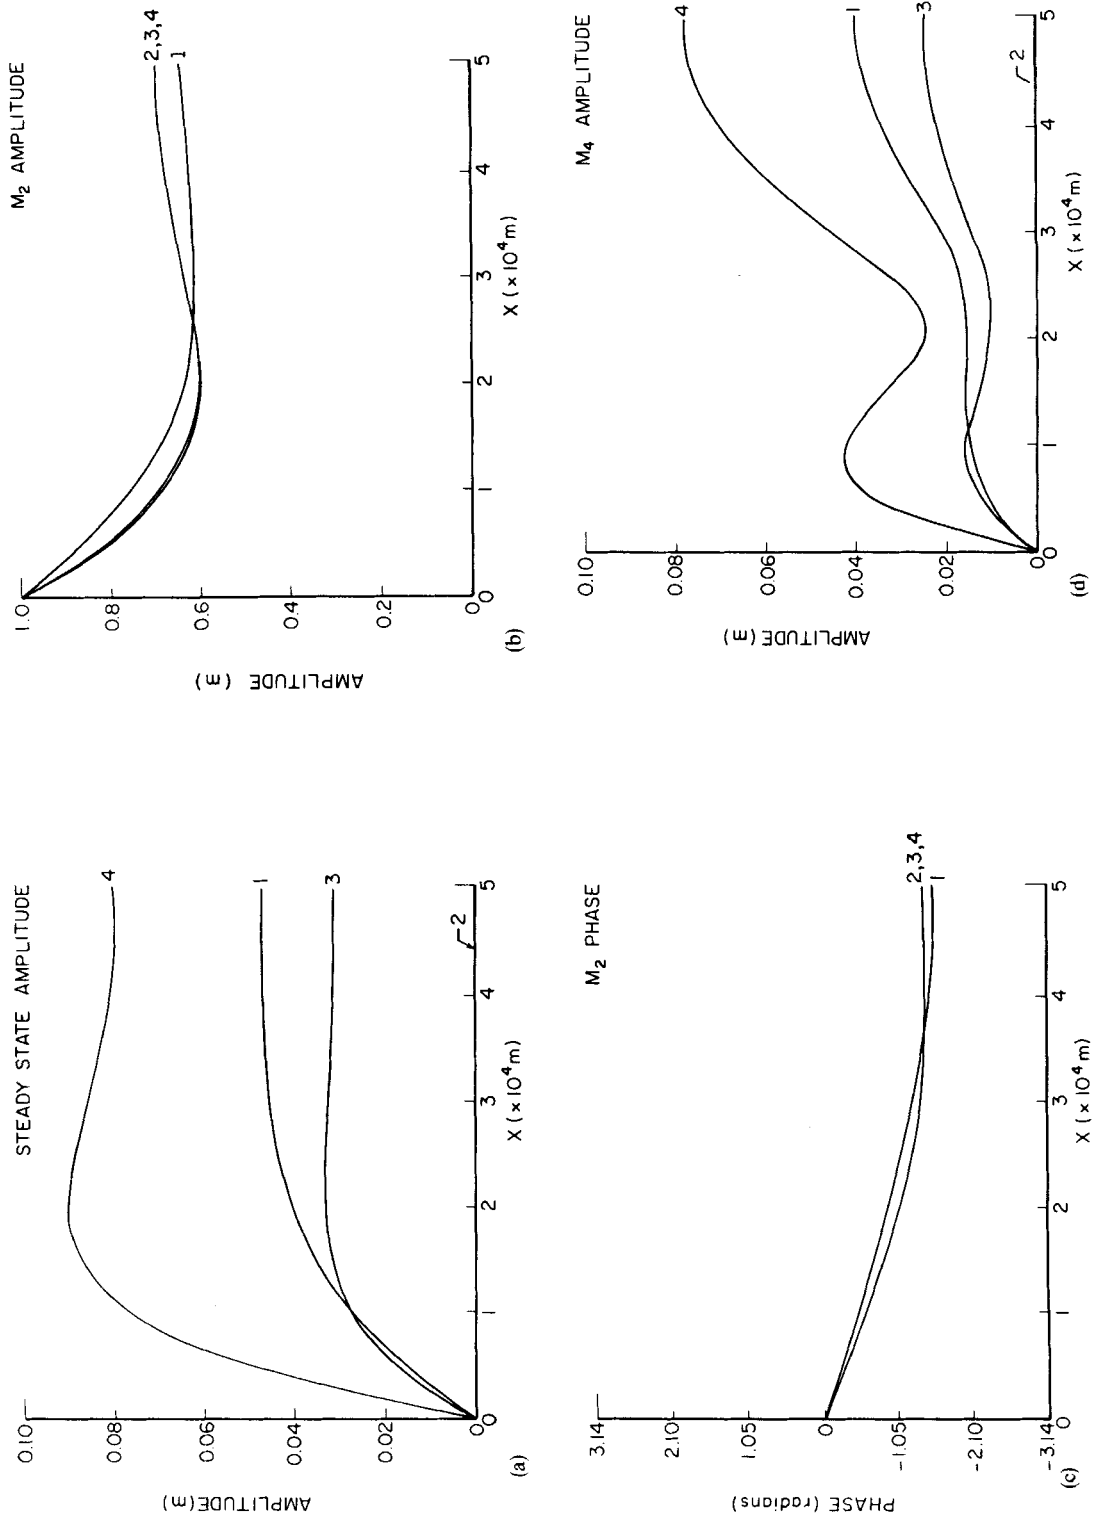 STEADY STATE AMPLITUDE
0.10
0.08
0.06
0.04
0.02
0
AMPLITUDE (m)
4
1
3
2
0 1 2 3 4 5
X (×10⁴m)
(a)
M₂ AMPLITUDE
1.0
0.8
0.6
0.4
0.2
0
AMPLITUDE (m)
2,3,4
1
1 2 3 4 5
X (×10⁴m)
(b)
M₂ PHASE
3.14
2.10
1.05
0
-1.05
-2.10
-3.14
PHASE (radians)
2,3,4
1
0 1 2 3 4 5
X (×10⁴m)
(c)
M₄ AMPLITUDE
0.10
0.08
0.06
0.04
0.02
0
AMPLITUDE (m)
4
1
3
2
0 1 2 3 4 5
X (×10⁴m)
(d)